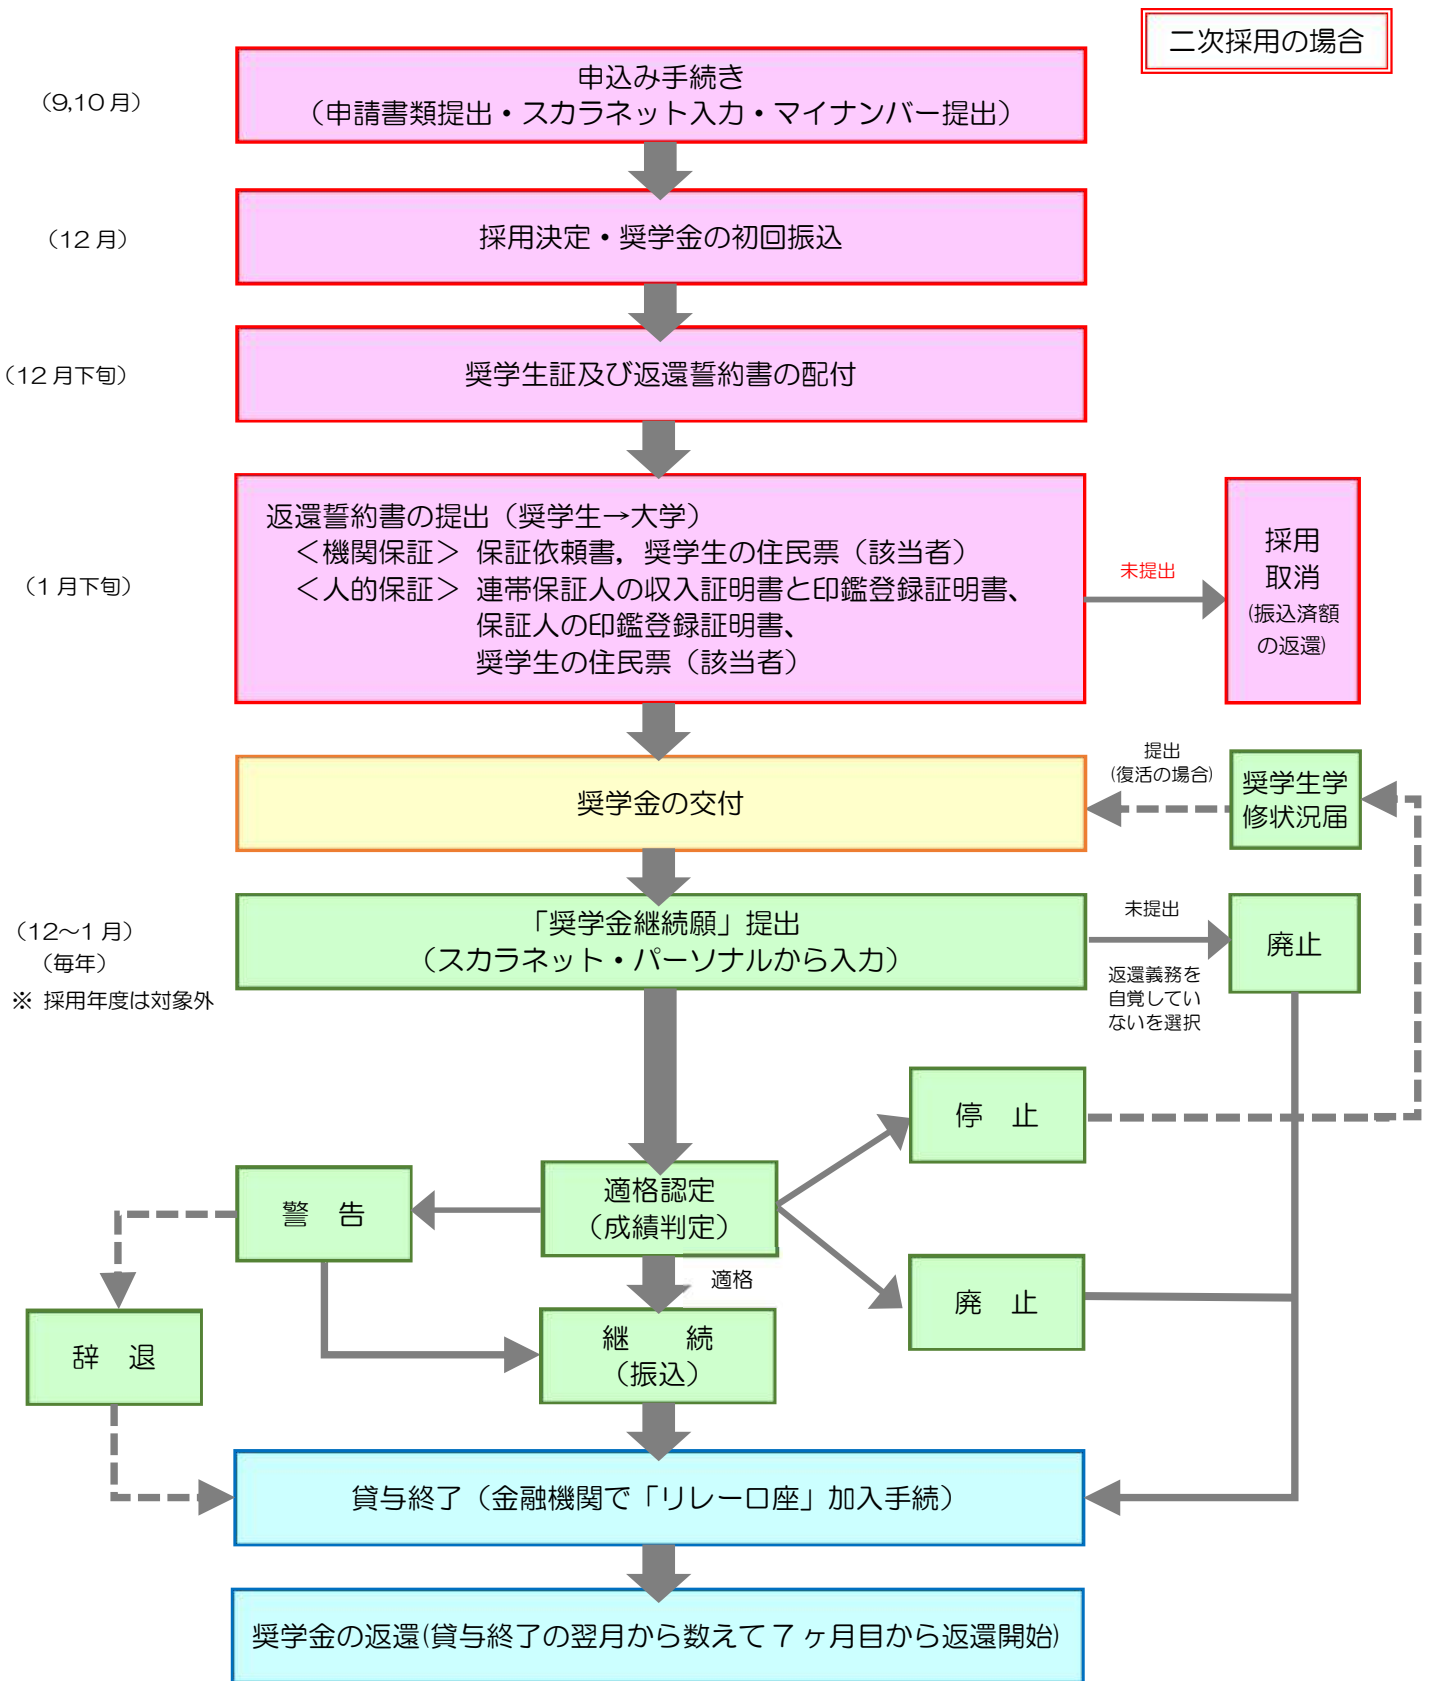 二次採用の場合
（9,10月）
申込み手続き
（申請書類提出・スカラネット入力・マイナンバー提出）
（12月）
採用決定・奨学金の初回振込
（12月下旬）
奨学生証及び返還誓約書の配付
（1月下旬）
返還誓約書の提出（奨学生→大学）
＜機関保証＞ 保証依頼書，奨学生の住民票（該当者）
＜人的保証＞ 連帯保証人の収入証明書と印鑑登録証明書、
保証人の印鑑登録証明書、
奨学生の住民票（該当者）
未提出
採用
取消
(振込済額
の返還)
奨学金の交付
提出
(復活の場合)
奨学生学
修状況届
（12～1月）
（毎年）
※ 採用年度は対象外
「奨学金継続願」提出
（スカラネット・パーソナルから入力）
未提出
返還義務を
自覚してい
ないを選択
廃止
停　止
警　告
適格認定
（成績判定）
適格
廃　止
辞　退
継　続
（振込）
貸与終了（金融機関で「リレー口座」加入手続）
奨学金の返還(貸与終了の翌月から数えて７ヶ月目から返還開始)